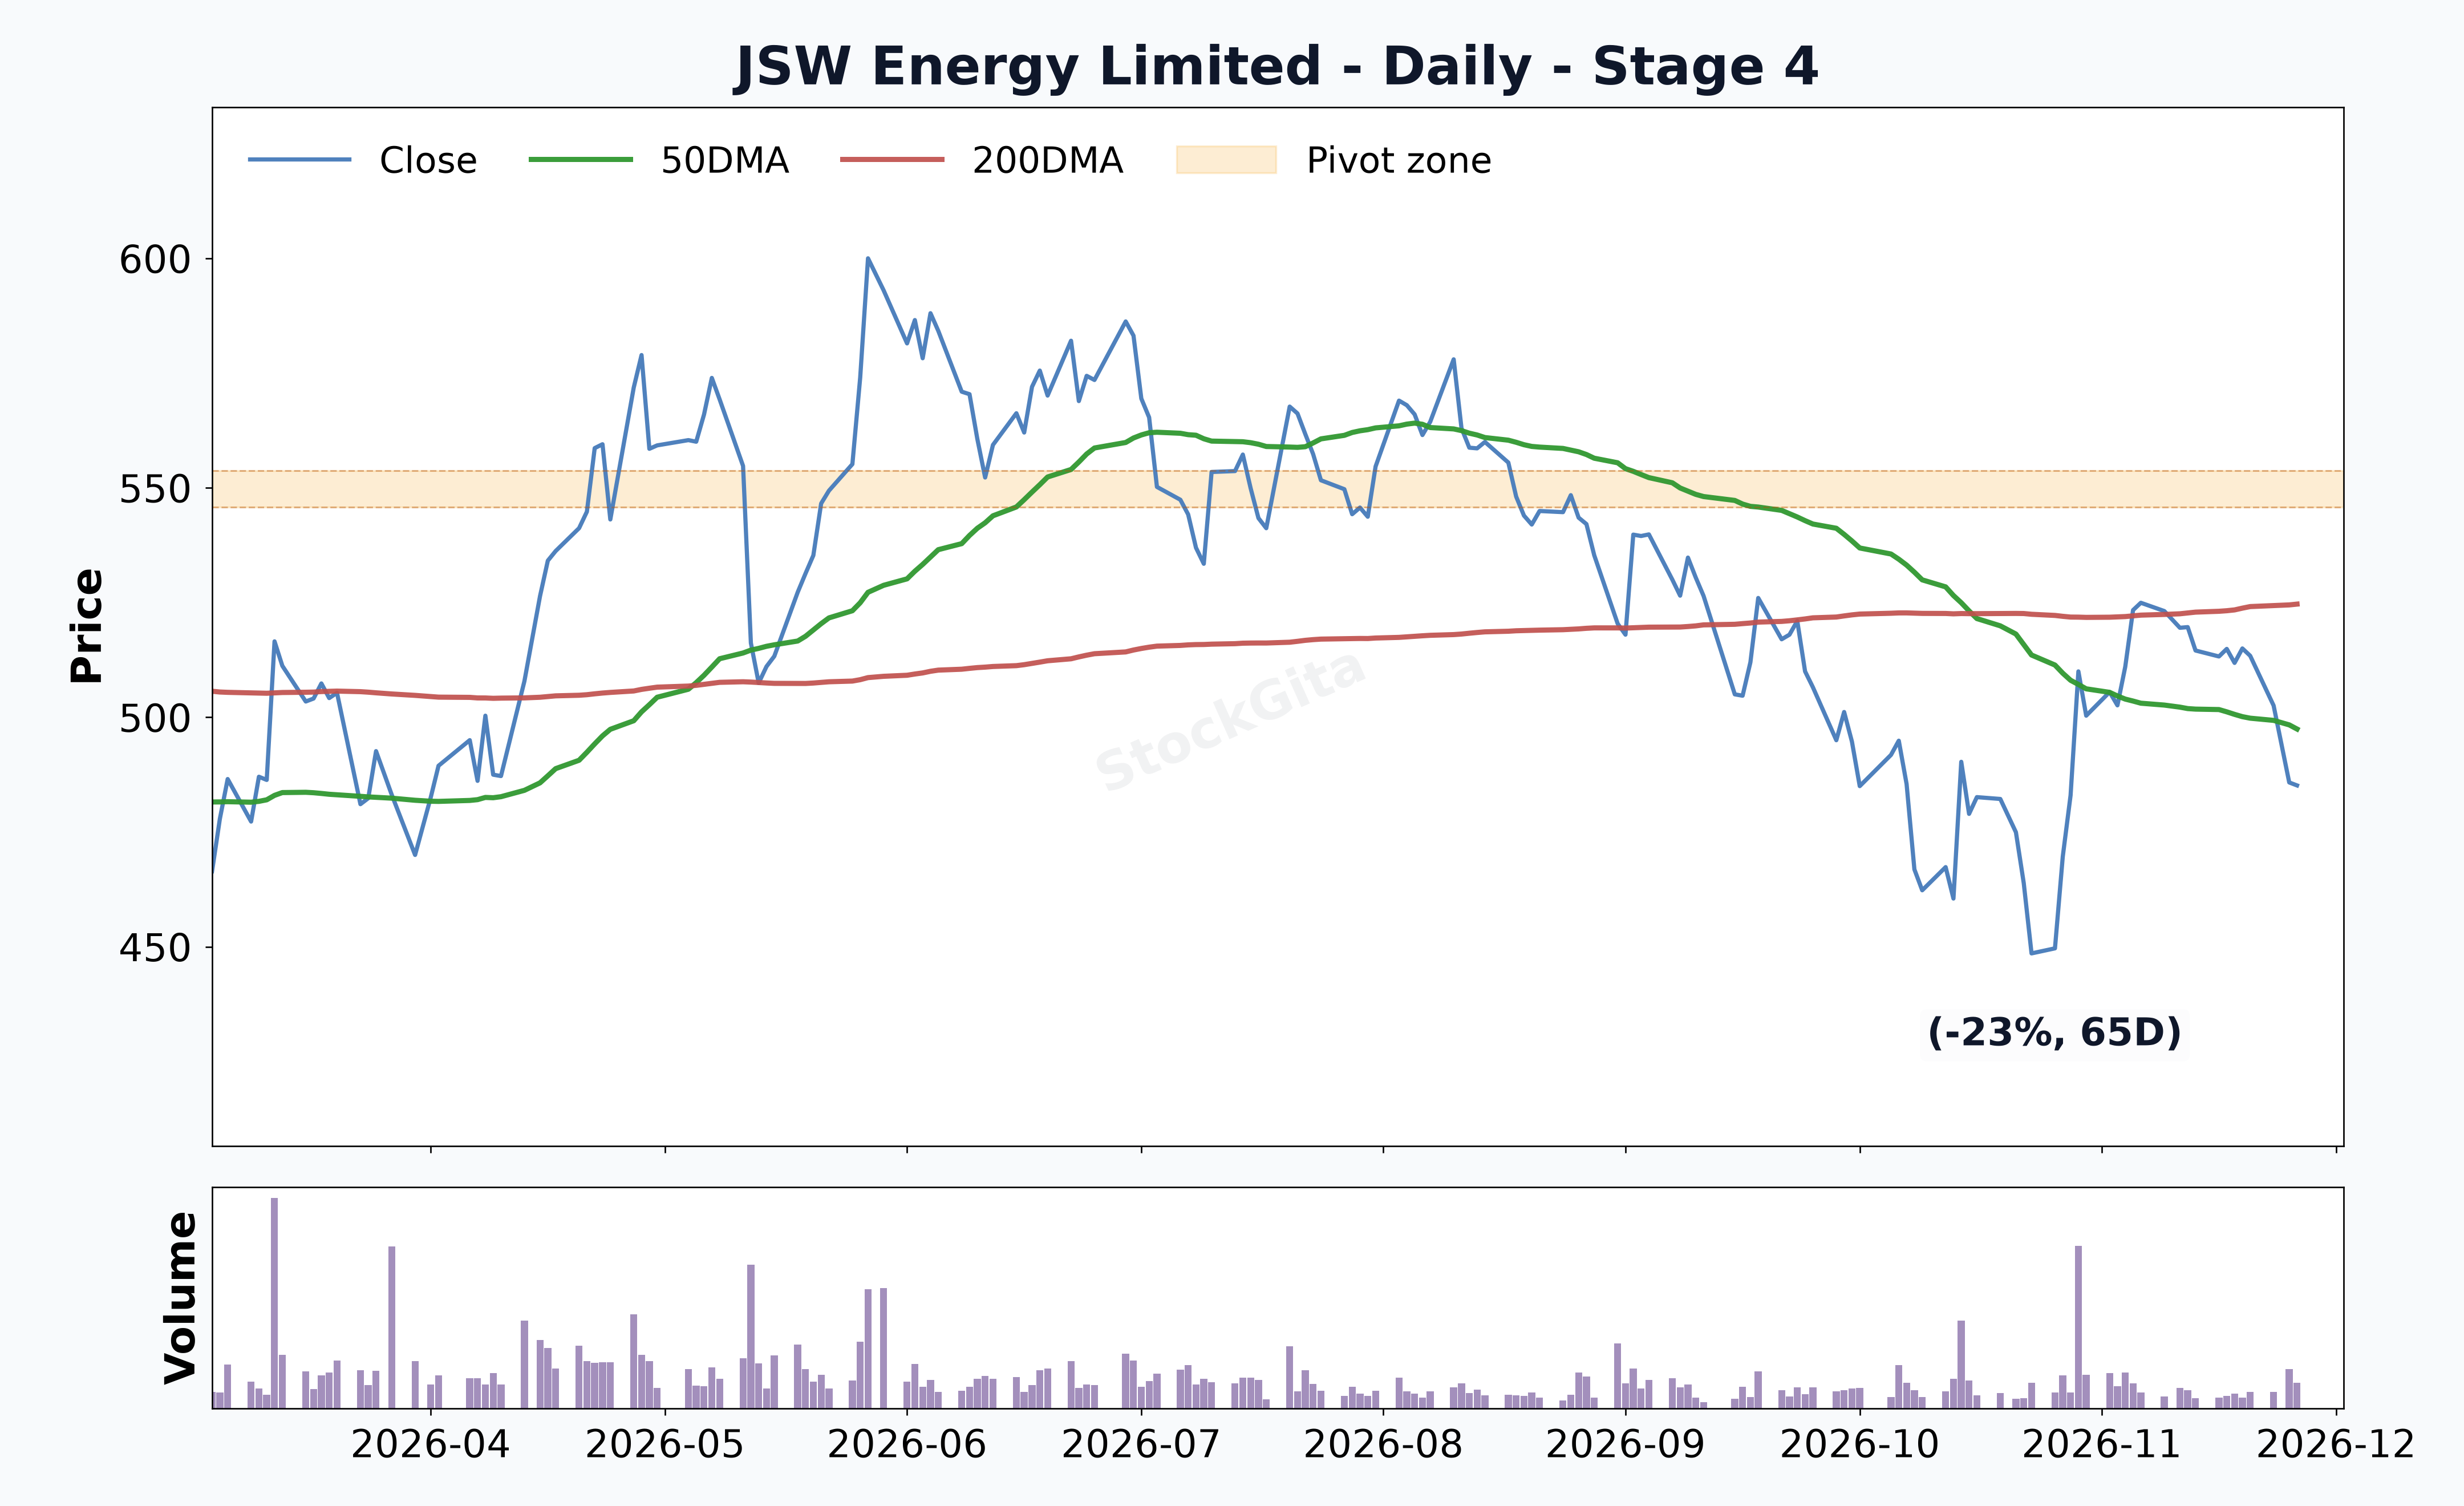 JSW Energy Limited - Daily - Stage 4
Close 50DMA 200DMA Pivot zone
600
550
500
450
Price
StockGita
(-23%, 65D)
Volume
2026-04 2026-05 2026-06 2026-07 2026-08 2026-09 2026-10 2026-11 2026-12